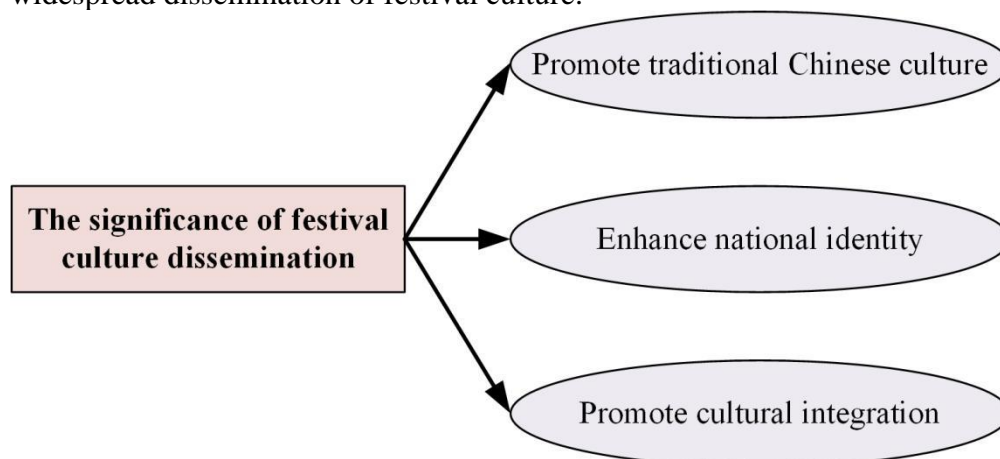 widespread dissemination of festival culture.
Promote traditional Chinese culture
The significance of festival
culture dissemination
Enhance national identity
Promote cultural integration